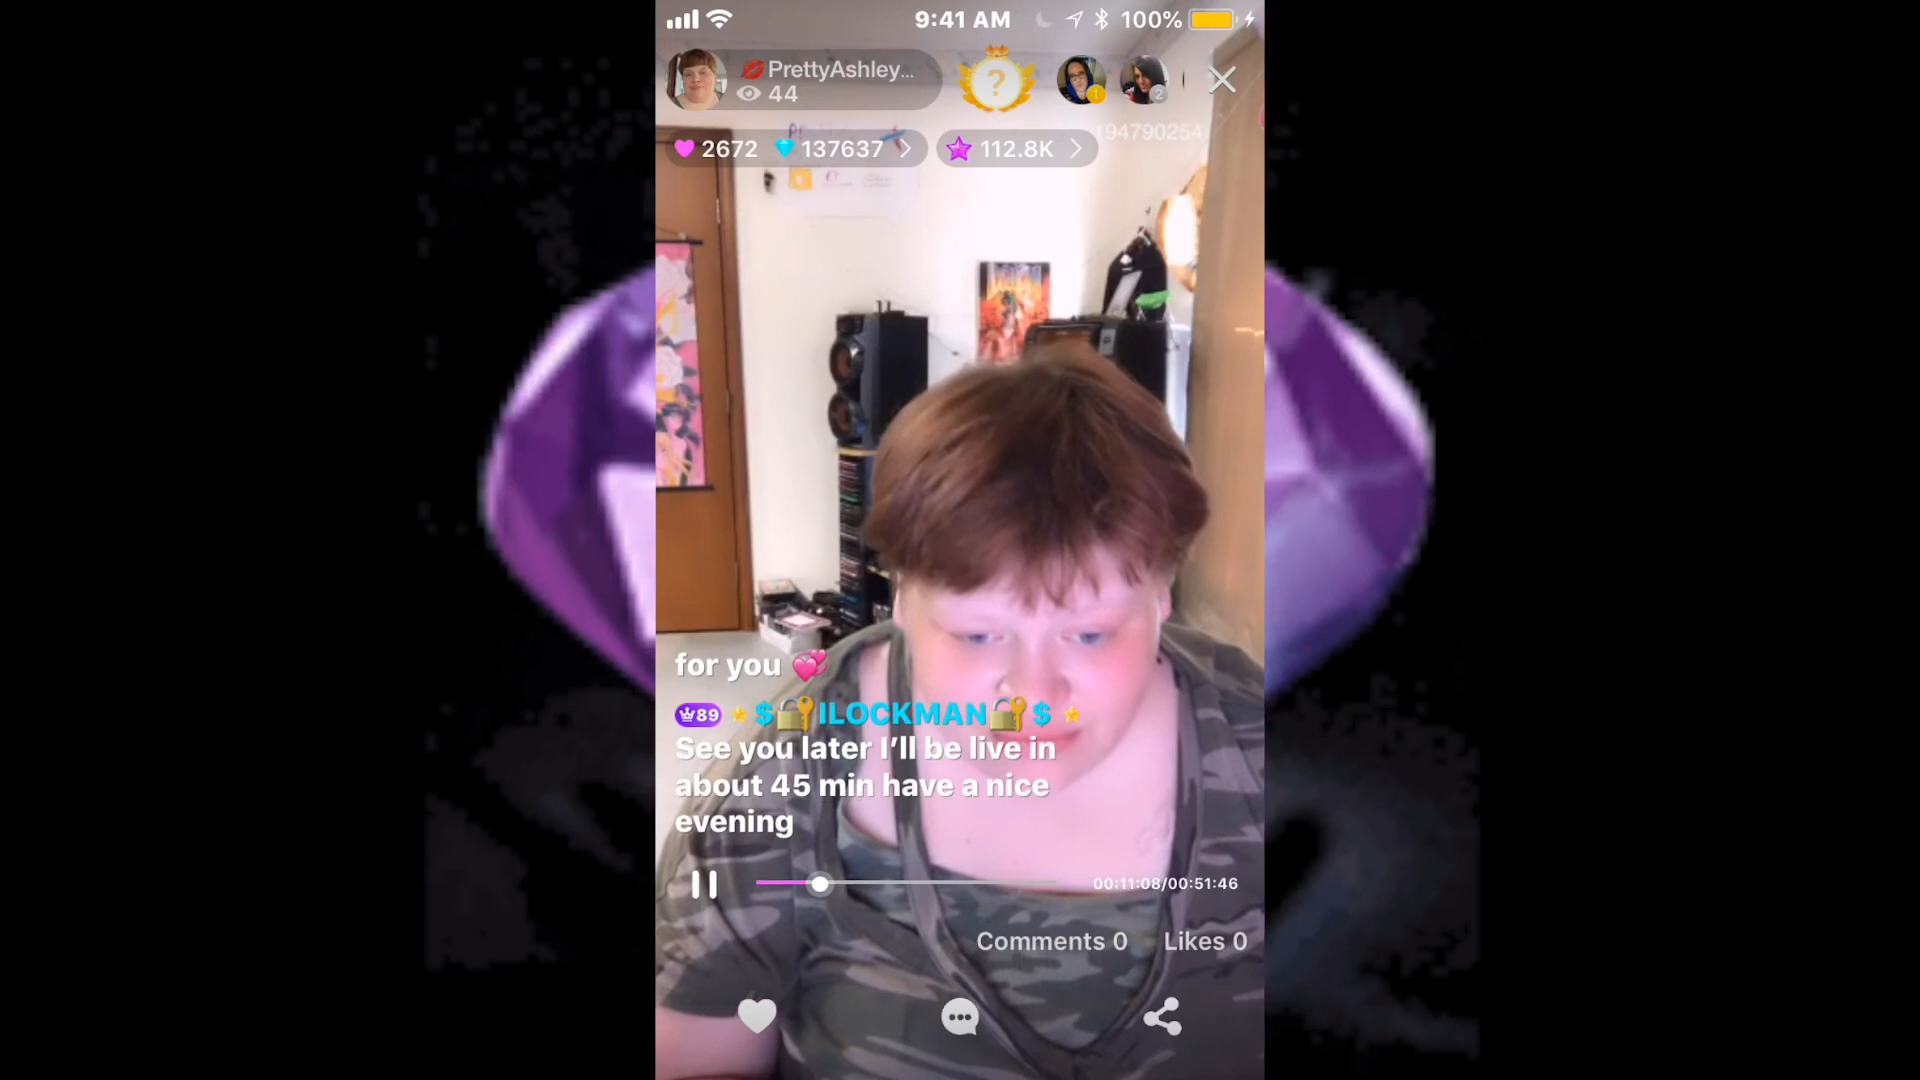 9:41 AM 100%
PrettyAshley...
44
?
1
2
2672 137637 112.8K
194790254
for you 💞
89 ⭐$🔐ILOCKMAN🔐$⭐
See you later I’ll be live in
about 45 min have a nice
evening
00:11:08/00:51:46
Comments 0 Likes 0